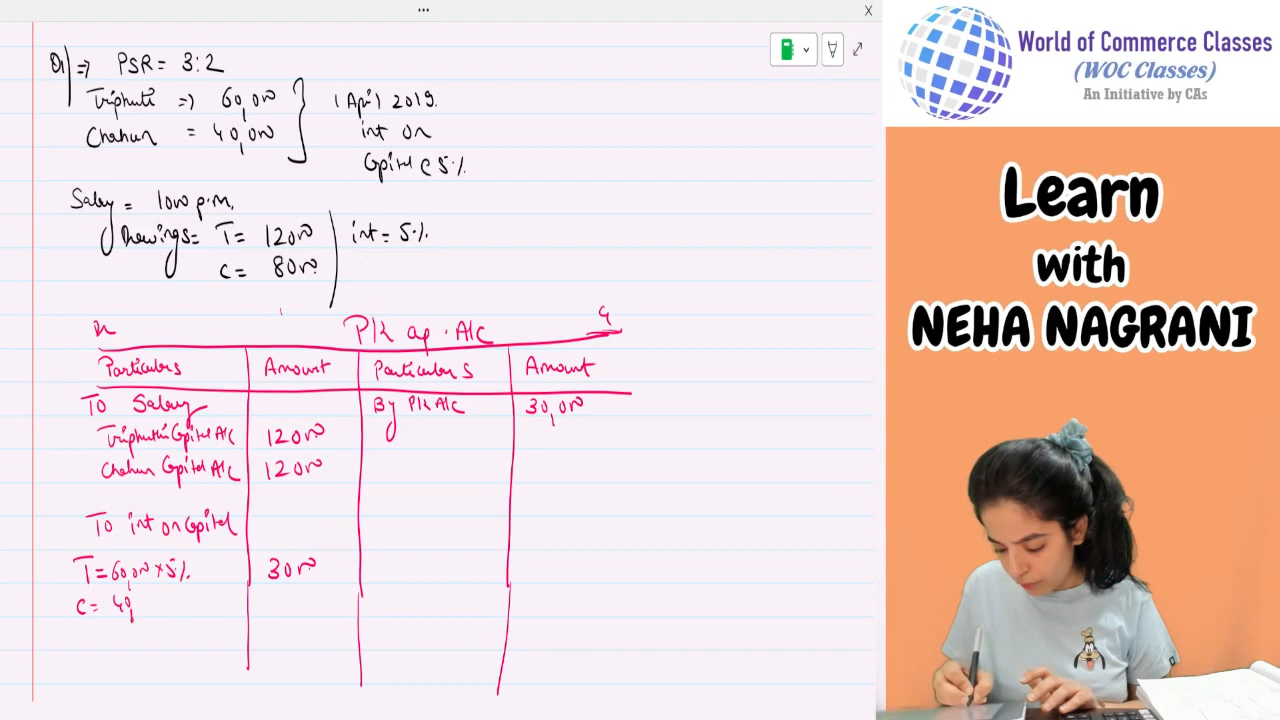 Q1) => PSR = 3:2
Triphuti => 60,000
Chahun = 40,000
1 April 2019.
int on
Capital @ 5%
Salary = 1000 p.m.
Drawings = T = 12000
C = 8000
int = 5%
P/L ap. A/C
Particulars Amount Particulars Amount
To Salary By P/L A/C 30,000
Capital A/C 12000
Chahun Capital A/C 12000
To int on Capital
T = 60,000 x 5% 3000
C = 40,
World of Commerce Classes
(WOC Classes)
An Initiative by CAs
Learn
with
NEHA NAGRANI